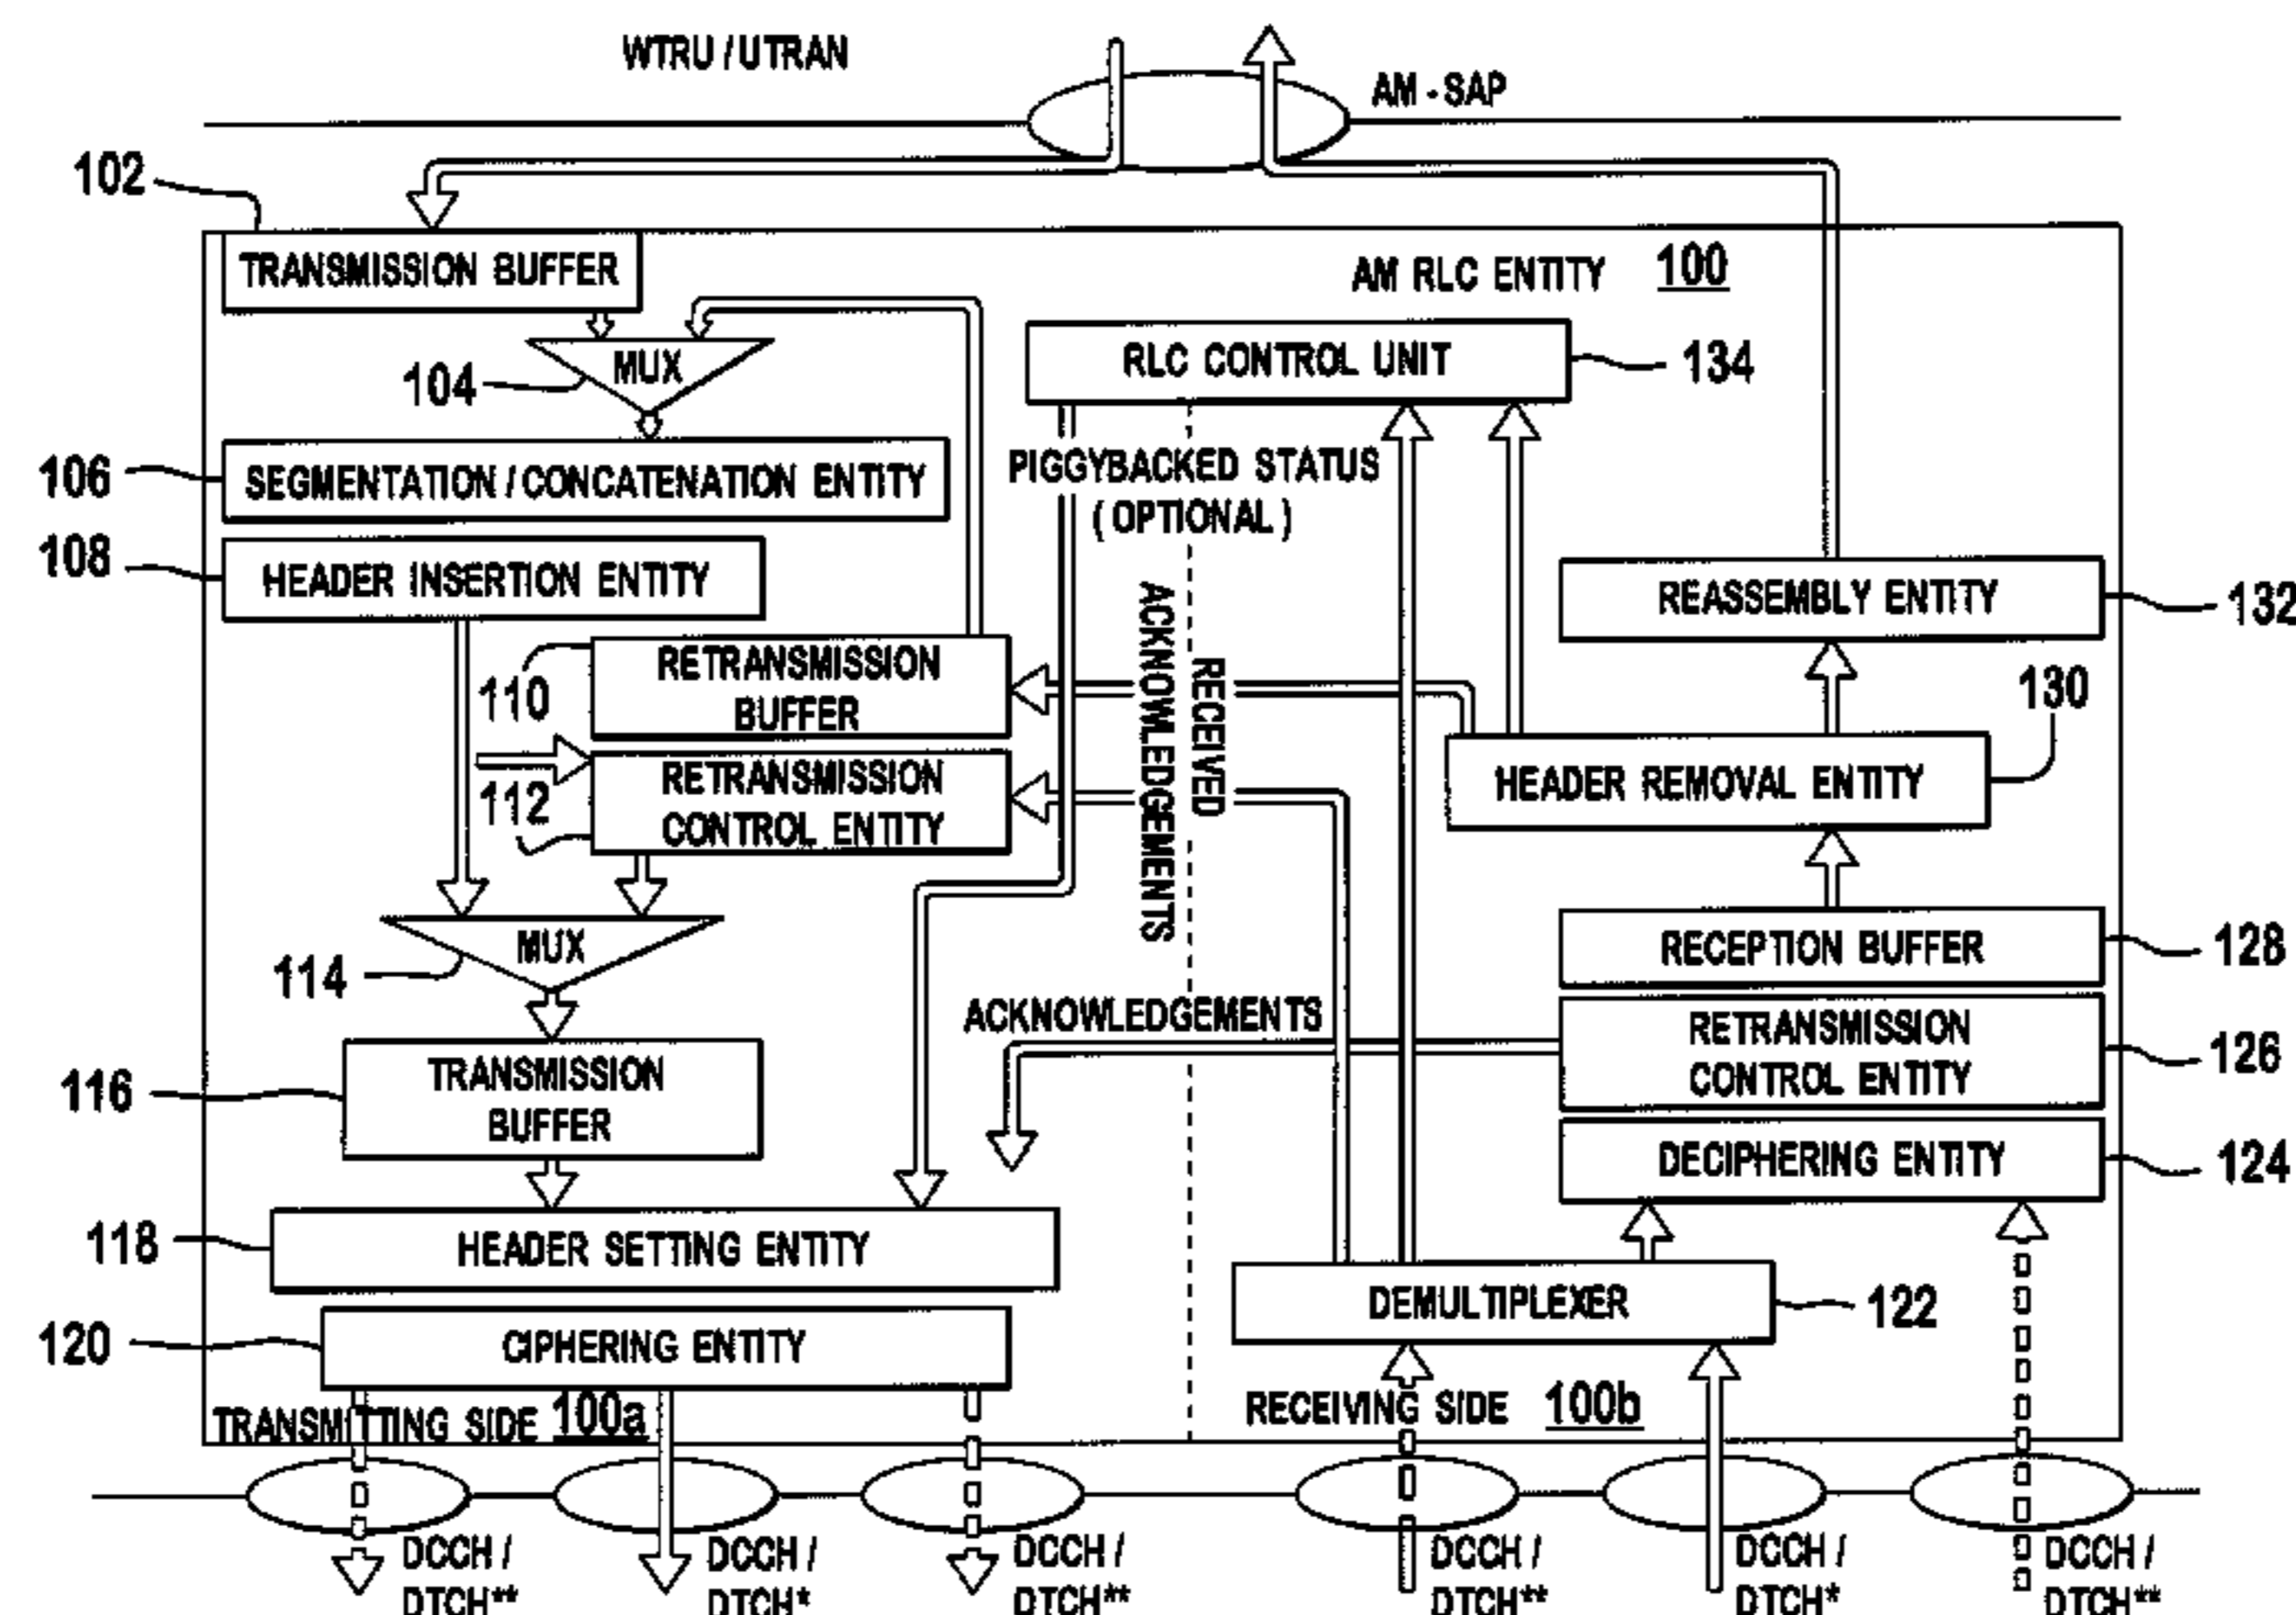 WTRU / UTRAN
AM - SAP
102
TRANSMISSION BUFFER
AM RLC ENTITY 100
MUX
104
RLC CONTROL UNIT
134
106
SEGMENTATION / CONCATENATION ENTITY
PIGGYBACKED STATUS
( OPTIONAL )
108
HEADER INSERTION ENTITY
REASSEMBLY ENTITY
132
110
RETRANSMISSION
BUFFER
RECEIVED
ACKNOWLEDGEMENTS
130
HEADER REMOVAL ENTITY
112
RETRANSMISSION
CONTROL ENTITY
MUX
114
RECEPTION BUFFER
128
ACKNOWLEDGEMENTS
RETRANSMISSION
CONTROL ENTITY
126
116
TRANSMISSION
BUFFER
DECIPHERING ENTITY
124
118
HEADER SETTING ENTITY
DEMULTIPLEXER
122
120
CIPHERING ENTITY
TRANSMITTING SIDE 100a
RECEIVING SIDE 100b
DCCH /
DTCH**
DCCH /
DTCH*
DCCH /
DTCH**
DCCH /
DTCH**
DCCH /
DTCH*
DCCH /
DTCH**